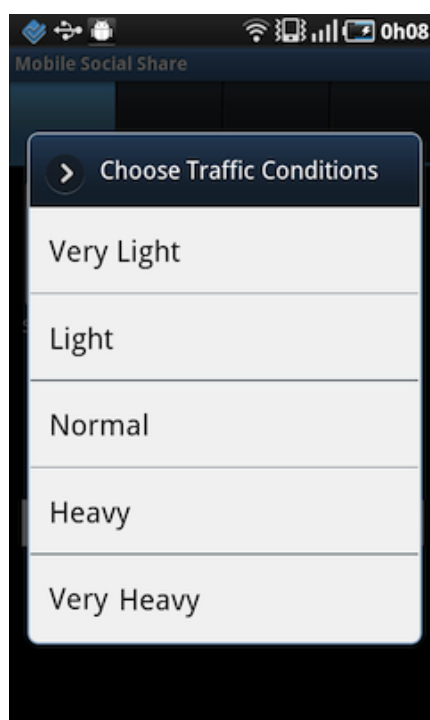 0h08
Mobile Social Share
Choose Traffic Conditions
Very Light
Light
Normal
Heavy
Very Heavy